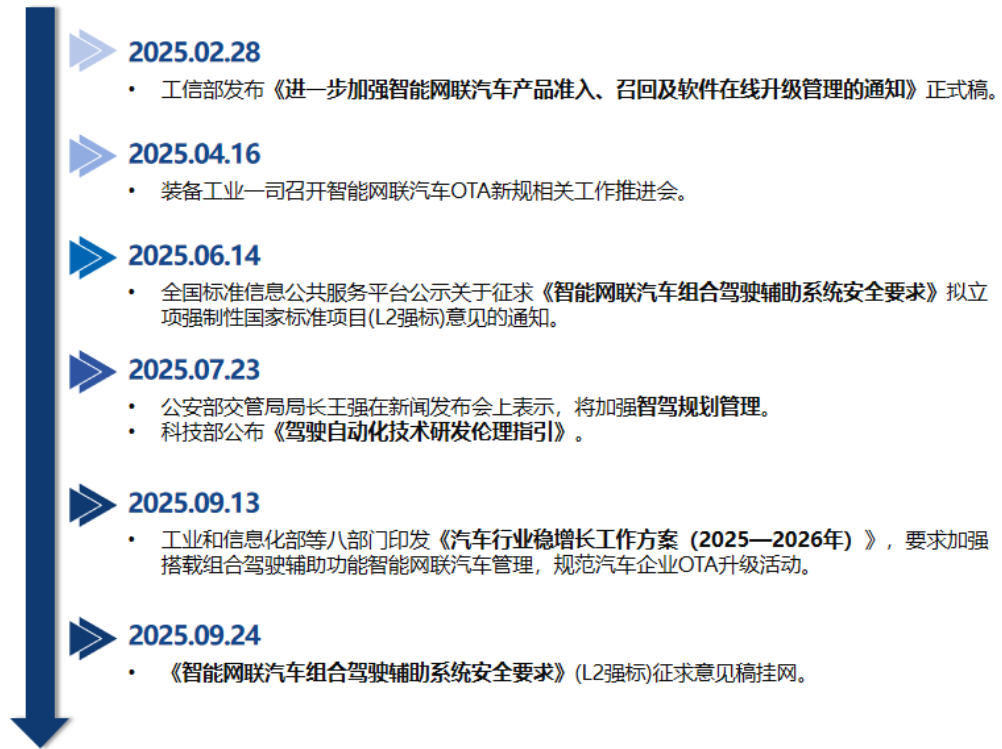 2025.02.28
• 工信部发布《进一步加强智能网联汽车产品准入、召回及软件在线升级管理的通知》正式稿。
2025.04.16
• 装备工业一司召开智能网联汽车OTA新规相关工作推进会。
2025.06.14
• 全国标准信息公共服务平台公示关于征求《智能网联汽车组合驾驶辅助系统安全要求》拟立
项强制性国家标准项目(L2强标)意见的通知。
2025.07.23
• 公安部交管局局长王强在新闻发布会上表示，将加强智驾规划管理。
• 科技部公布《驾驶自动化技术研发伦理指引》。
2025.09.13
• 工业和信息化部等八部门印发《汽车行业稳增长工作方案（2025—2026年）》，要求加强
搭载组合驾驶辅助功能智能网联汽车管理，规范汽车企业OTA升级活动。
2025.09.24
• 《智能网联汽车组合驾驶辅助系统安全要求》(L2强标)征求意见稿挂网。